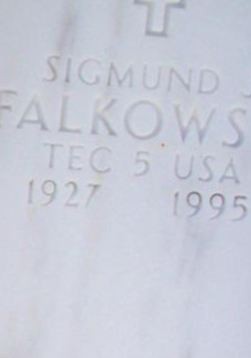 SIGMUND J
FALKOWS
TEC 5 USA
1927 1995